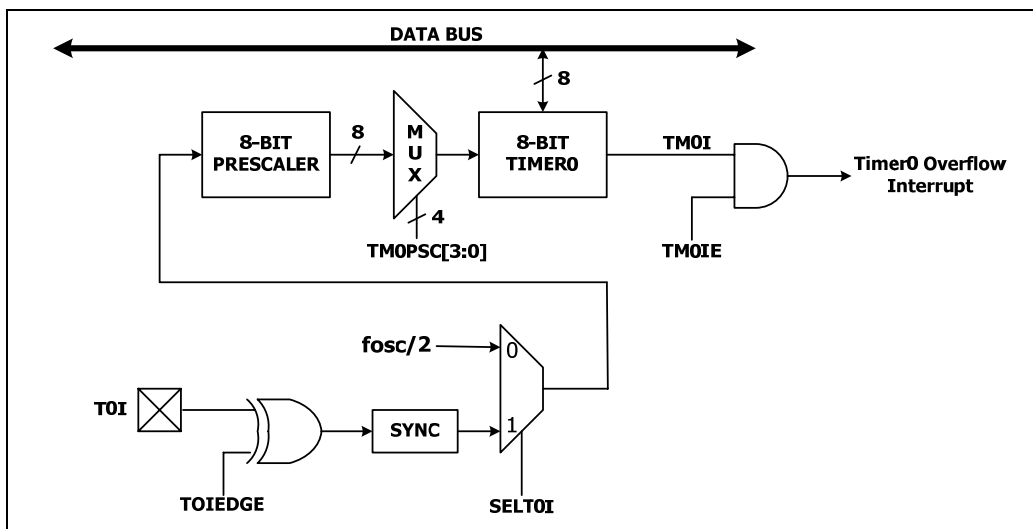 DATA BUS
8
8-BIT
PRESCALER
8
M
U
X
8-BIT
TIMER0
TM0I
Timer0 Overflow
Interrupt
4
TM0PSC[3:0]
TM0IE
fosc/2
0
T0I
SYNC
1
T0IEDGE
SELT0I